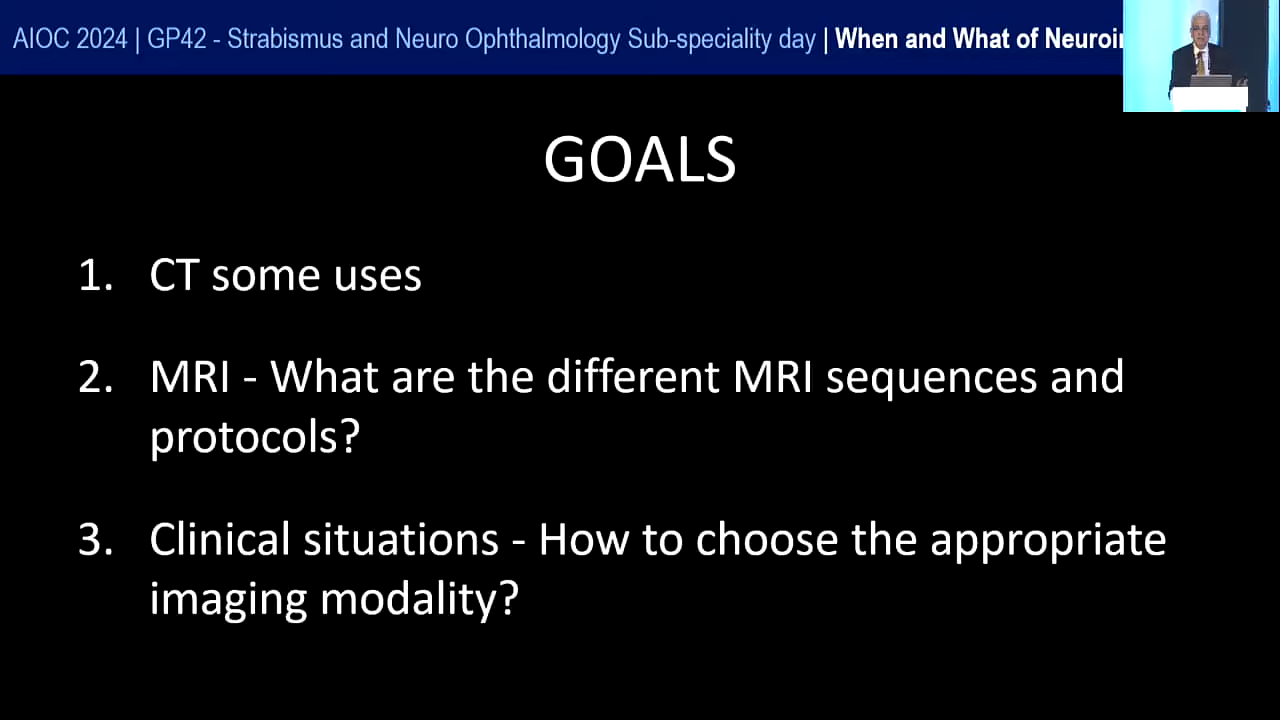 AIOC 2024 | GP42 - Strabismus and Neuro Ophthalmology Sub-speciality day | When and What of
GOALS
1. CT some uses
2. MRI - What are the different MRI sequences and
protocols?
3. Clinical situations - How to choose the appropriate
imaging modality?